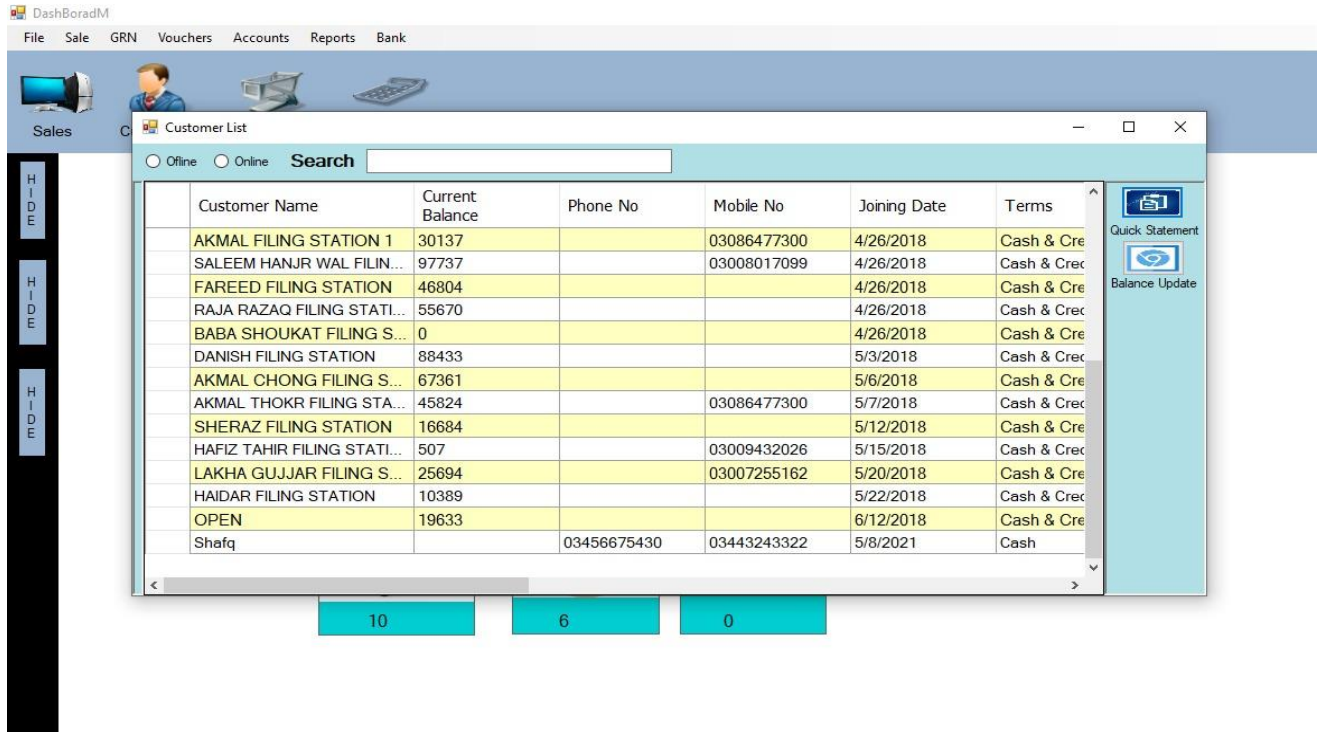 DashBoradM
File Sale GRN Vouchers Accounts Reports Bank
Sales
Customer List
Ofline Online Search
Customer Name Current Balance Phone No Mobile No Joining Date Terms
AKMAL FILING STATION 1 30137 03086477300 4/26/2018 Cash & Cre
SALEEM HANJR WAL FILIN... 97737 03008017099 4/26/2018 Cash & Crec
FAREED FILING STATION 46804 4/26/2018 Cash & Cre
RAJA RAZAQ FILING STATI... 55670 4/26/2018 Cash & Crec
BABA SHOUKAT FILING S... 0 4/26/2018 Cash & Cre
DANISH FILING STATION 88433 5/3/2018 Cash & Crec
AKMAL CHONG FILING S... 67361 5/6/2018 Cash & Cre
AKMAL THOKR FILING STA... 45824 03086477300 5/7/2018 Cash & Crec
SHERAZ FILING STATION 16684 5/12/2018 Cash & Cre
HAFIZ TAHIR FILING STATI... 507 03009432026 5/15/2018 Cash & Crec
LAKHA GUJJAR FILING S... 25694 03007255162 5/20/2018 Cash & Cre
HAIDAR FILING STATION 10389 5/22/2018 Cash & Crec
OPEN 19633 6/12/2018 Cash & Cre
Shafq 03456675430 03443243322 5/8/2021 Cash
Quick Statement
Balance Update
HIDE
HIDE
HIDE
10 6 0